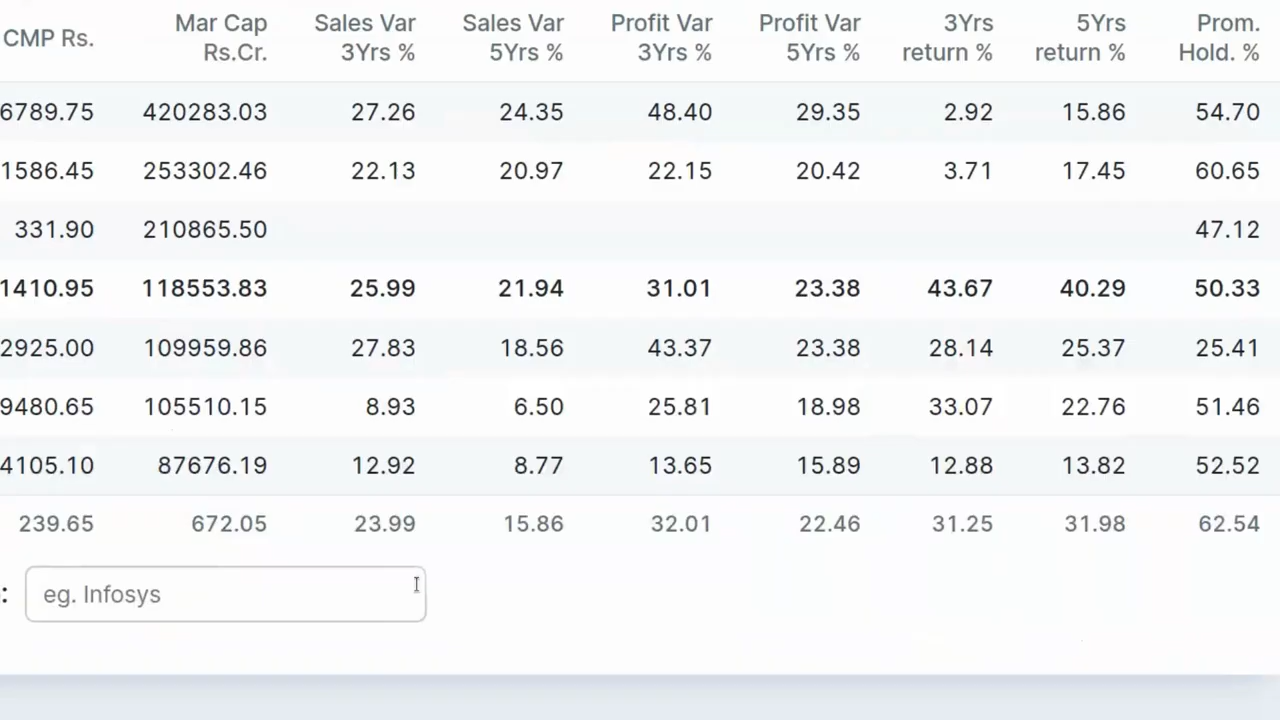 CMP Rs. Mar Cap Rs.Cr. Sales Var 3Yrs % Sales Var 5Yrs % Profit Var 3Yrs % Profit Var 5Yrs % 3Yrs return % 5Yrs return % Prom. Hold. %
6789.75 420283.03 27.26 24.35 48.40 29.35 2.92 15.86 54.70
1586.45 253302.46 22.13 20.97 22.15 20.42 3.71 17.45 60.65
331.90 210865.50 47.12
1410.95 118553.83 25.99 21.94 31.01 23.38 43.67 40.29 50.33
2925.00 109959.86 27.83 18.56 43.37 23.38 28.14 25.37 25.41
9480.65 105510.15 8.93 6.50 25.81 18.98 33.07 22.76 51.46
4105.10 87676.19 12.92 8.77 13.65 15.89 12.88 13.82 52.52
239.65 672.05 23.99 15.86 32.01 22.46 31.25 31.98 62.54
: eg. Infosys